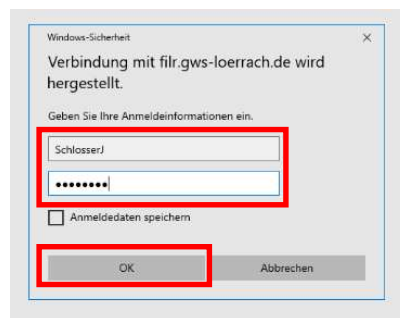 Windows-Sicherheit
Verbindung mit filr.gws-loerrach.de wird
hergestellt.
Geben Sie Ihre Anmeldeinformationen ein.
SchlosserJ
••••••••
Anmeldedaten speichern
OK
Abbrechen